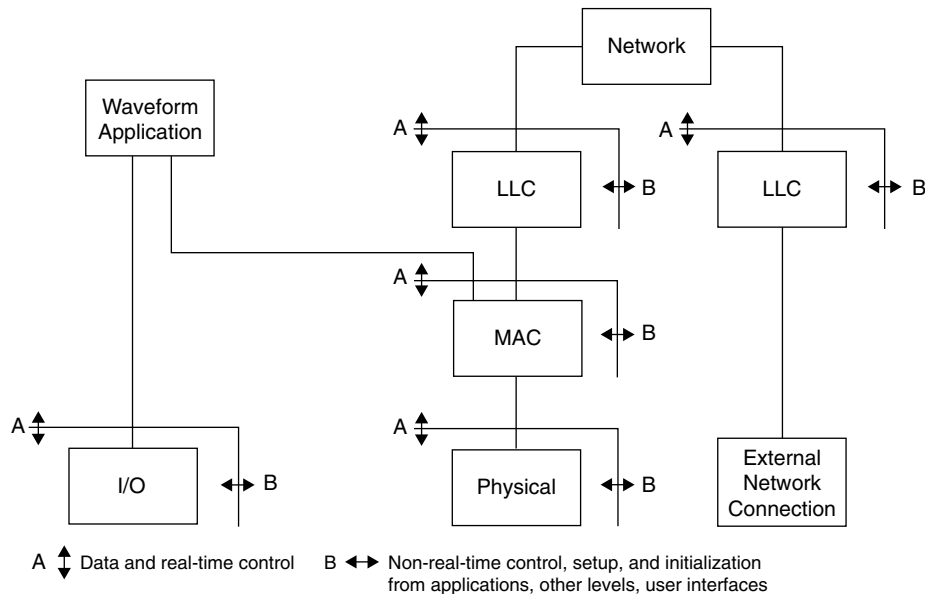 Network
Waveform
Application
A
A
LLC
B
LLC
B
A
MAC
B
A
A
I/O
B
Physical
B
External
Network
Connection
A Data and real-time control
B Non-real-time control, setup, and initialization
from applications, other levels, user interfaces